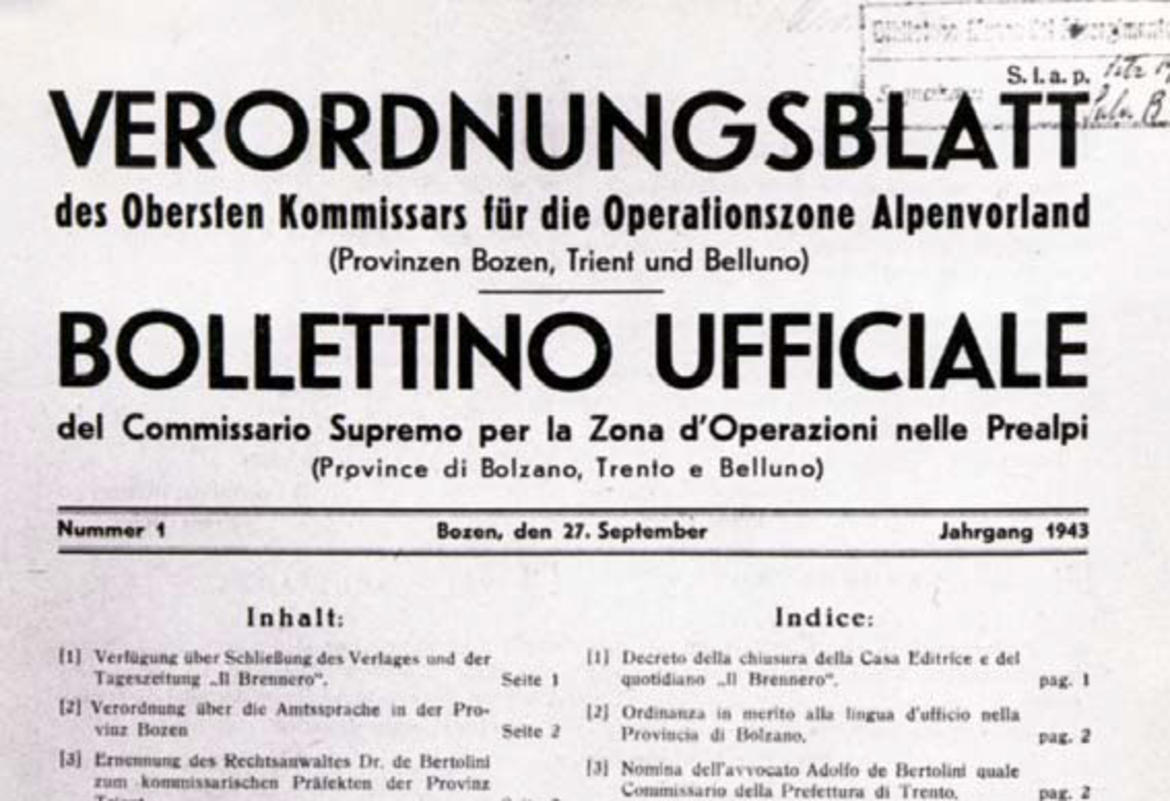 S. I. a. p.
VERORDNUNGSBLATT
des Obersten Kommissars für die Operationszone Alpenvorland
(Provinzen Bozen, Trient und Belluno)
BOLLETTINO UFFICIALE
del Commissario Supremo per la Zona d'Operazioni nelle Prealpi
(Province di Bolzano, Trento e Belluno)
Nummer 1 Bozen, den 27. September Jahrgang 1943
Inhalt:
[1] Verfügung über Schließung des Verlages und der
Tageszeitung „Il Brennero“. Seite 1
[2] Verordnung über die Amtssprache in der Pro-
vinz Bozen Seite 2
[3] Ernennung des Rechtsanwaltes Dr. de Bertolini
zum kommissarischen Präfekten der Provinz
Indice:
[1] Decreto della chiusura della Casa Editrice e del
quotidiano „Il Brennero“. pag. 1
[2] Ordinanza in merito alla lingua d'ufficio nella
Provincia di Bolzano. pag. 2
[3] Nomina dell'avvocato Adolfo de Bertolini quale
Commissario della Prefettura di Trento. pag. 2